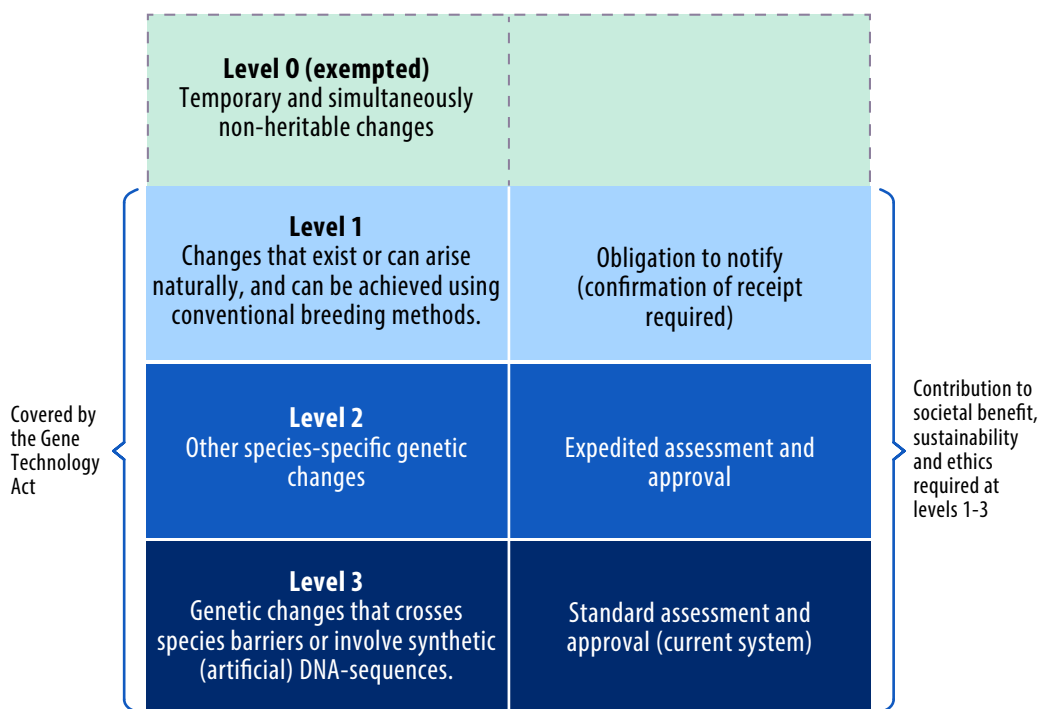 Level 0 (exempted)
Temporary and simultaneously
non-heritable changes
Level 1
Changes that exist or can arise
naturally, and can be achieved using
conventional breeding methods.
Obligation to notify
(confirmation of receipt
required)
Covered by
the Gene
Technology
Act
Level 2
Other species-specific genetic
changes
Expedited assessment and
approval
Contribution to
societal benefit,
sustainability
and ethics
required at
levels 1-3
Level 3
Genetic changes that crosses
species barriers or involve synthetic
(artificial) DNA-sequences.
Standard assessment and
approval (current system)